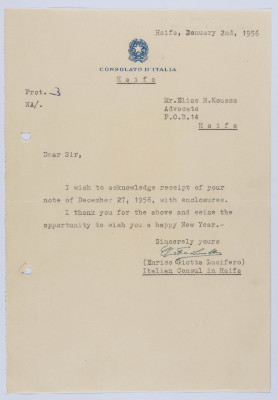 Haifa, January 2nd, 1956
CONSOLATO D'ITALIA
Haifa
Prot. 3
NA/.
Mr.Elias N.Koussa
Advocate
P.O.B.14
Haifa
Dear Sir,
I wish to acknowledge receipt of your
note of December 27, 1956, with enclosures.
I thank you for the above and seize the
opportunity to wish you a happy New Year.-
Sincerely yours
(Enrico Giotta Lucifero)
Italian Consul in Haifa